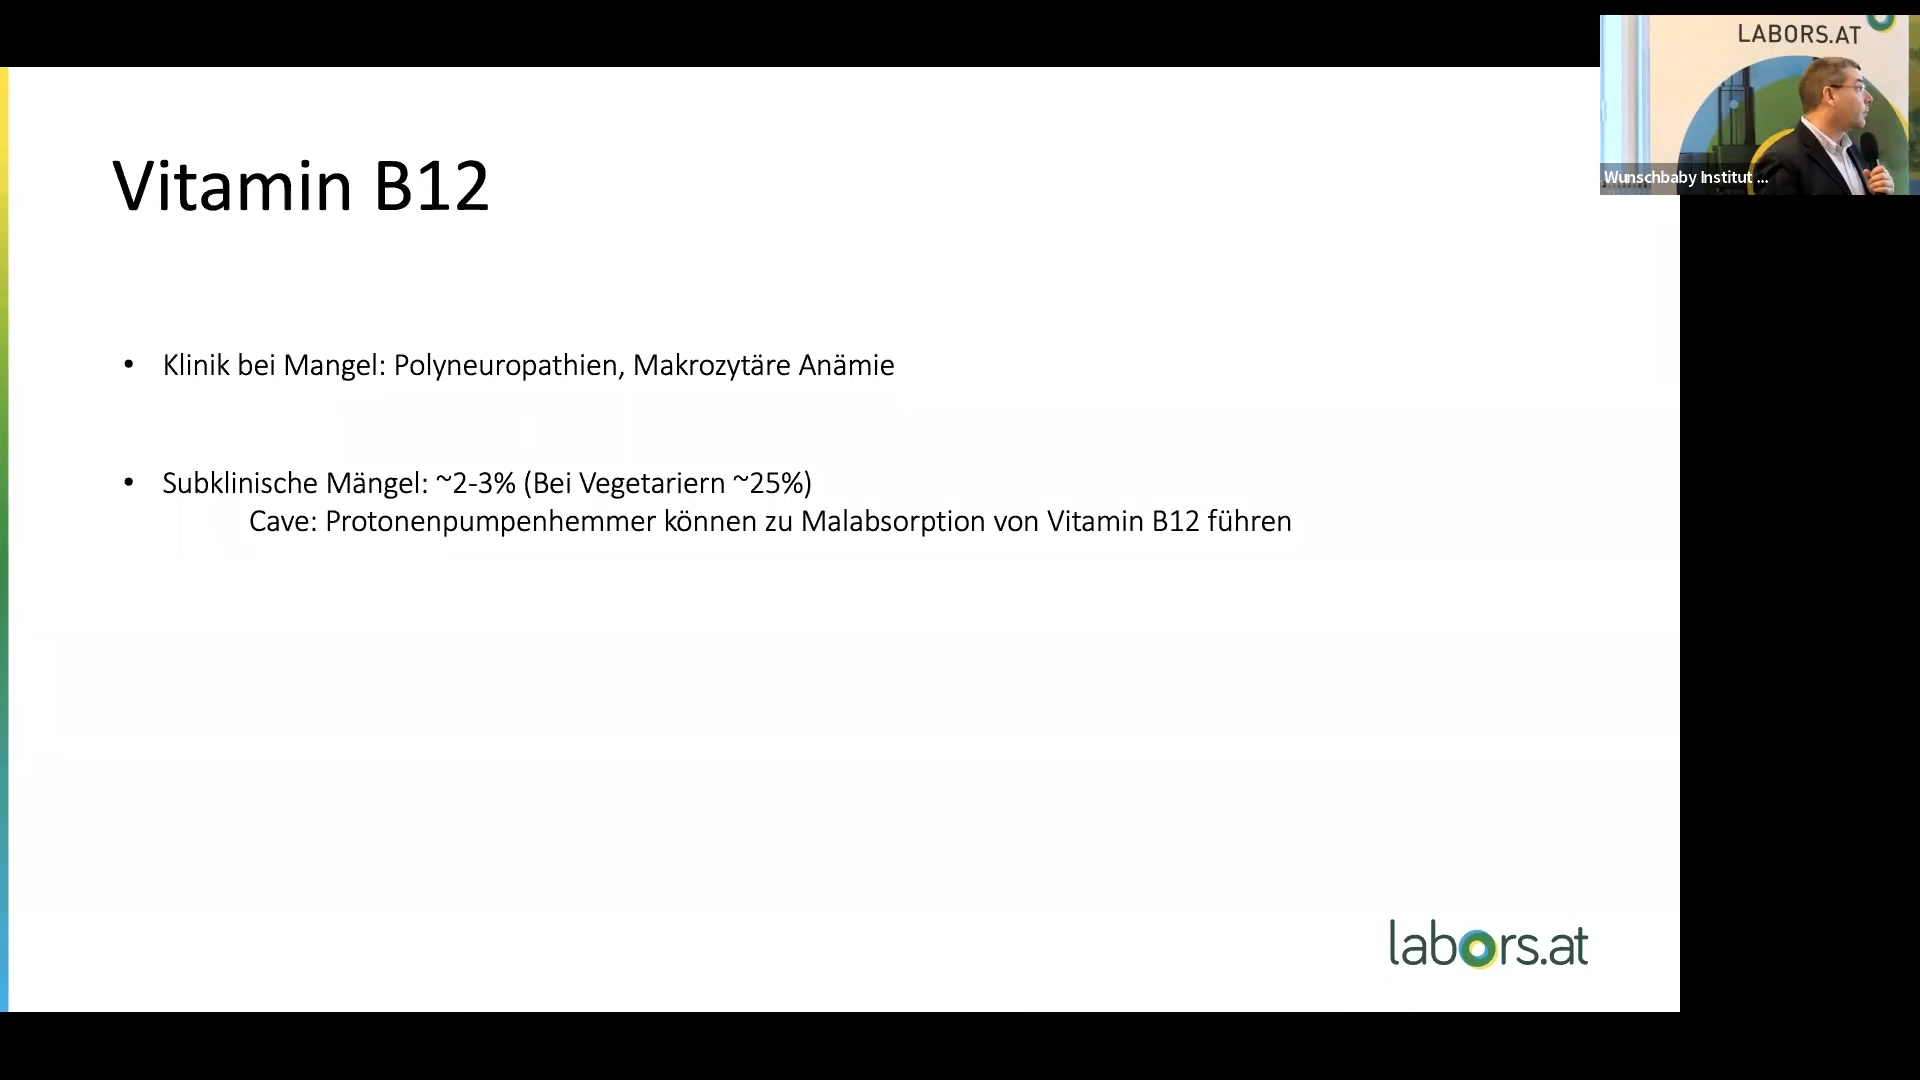 LABORS.AT
Wunschbaby Institut ...
Vitamin B12
• Klinik bei Mangel: Polyneuropathien, Makrozytäre Anämie
• Subklinische Mängel: ~2-3% (Bei Vegetariern ~25%)
Cave: Protonenpumpenhemmer können zu Malabsorption von Vitamin B12 führen
labors.at